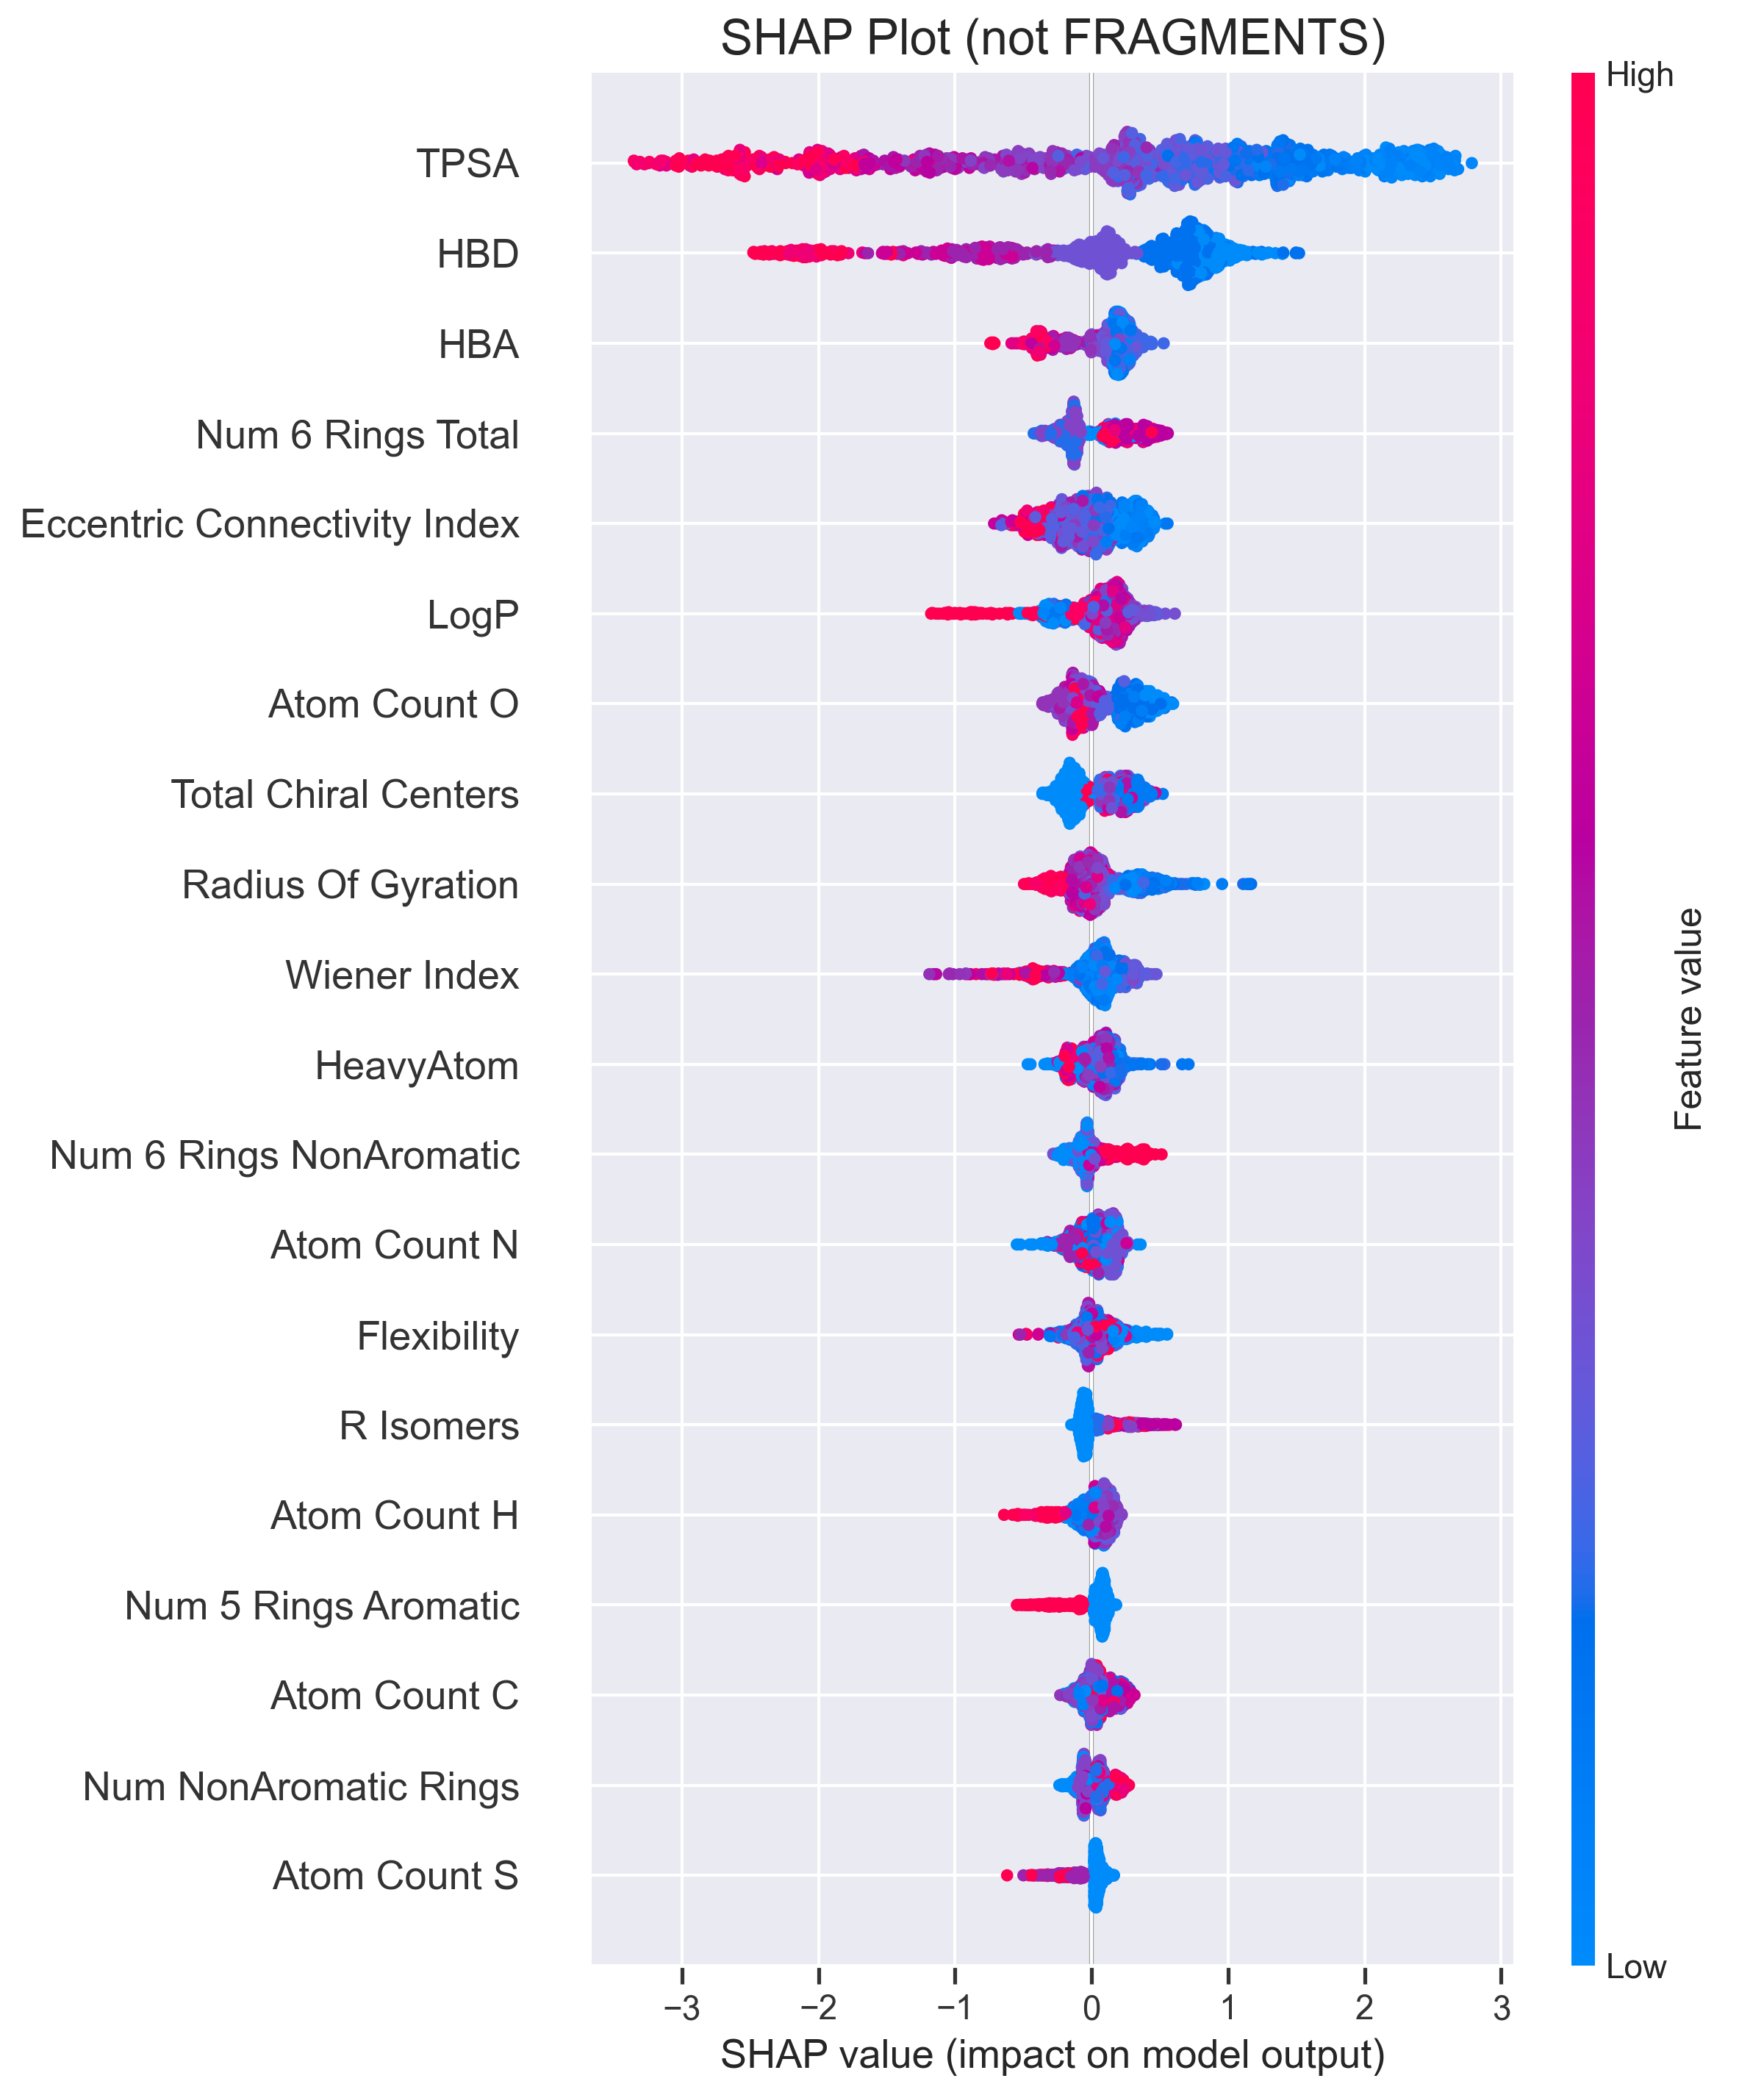 SHAP Plot (not FRAGMENTS)
High
TPSA
HBD
HBA
Num 6 Rings Total
Eccentric Connectivity Index
LogP
Atom Count O
Total Chiral Centers
Radius Of Gyration
Wiener Index
HeavyAtom
Num 6 Rings NonAromatic
Atom Count N
Flexibility
R Isomers
Atom Count H
Num 5 Rings Aromatic
Atom Count C
Num NonAromatic Rings
Atom Count S
Feature value
Low
−3 −2 −1 0 1 2 3
SHAP value (impact on model output)